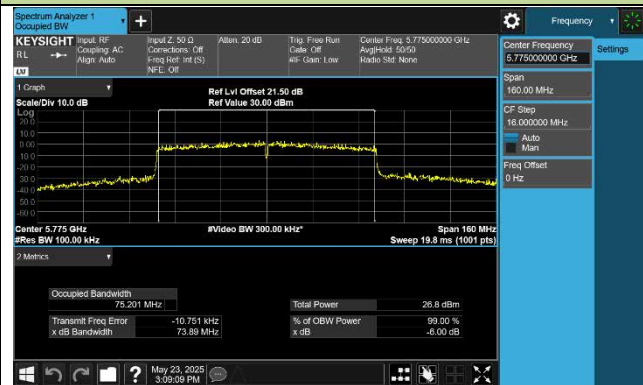 Spectrum Analyzer 1
Occupied BW
Frequency
KEYSIGHT
RL
LXI
Input: RF
Coupling: AC
Align: Auto
Input Z: 50 Ω
Corrections: Off
Freq Ref: Int (S)
NFE: Off
Atten: 20 dB
Trig: Free Run
Gate: Off
#IF Gain: Low
Center Freq: 5.775000000 GHz
Avg|Hold: 50/50
Radio Std: None
Center Frequency
5.775000000 GHz
Settings
Span
160.00 MHz
CF Step
16.000000 MHz
Auto
Man
Freq Offset
0 Hz
1 Graph
Scale/Div 10.0 dB
Ref Lvl Offset 21.50 dB
Ref Value 30.00 dBm
Log
20.0
10.0
0.00
-10.0
-20.0
-30.0
-40.0
-50.0
-60.0
Center 5.775 GHz
#Video BW 300.00 kHz*
Span 160 MHz
#Res BW 100.00 kHz
Sweep 19.8 ms (1001 pts)
2 Metrics
Occupied Bandwidth
75.201 MHz
Total Power
26.8 dBm
Transmit Freq Error
-10.751 kHz
% of OBW Power
99.00 %
x dB Bandwidth
73.89 MHz
x dB
-6.00 dB
May 23, 2025
3:09:09 PM